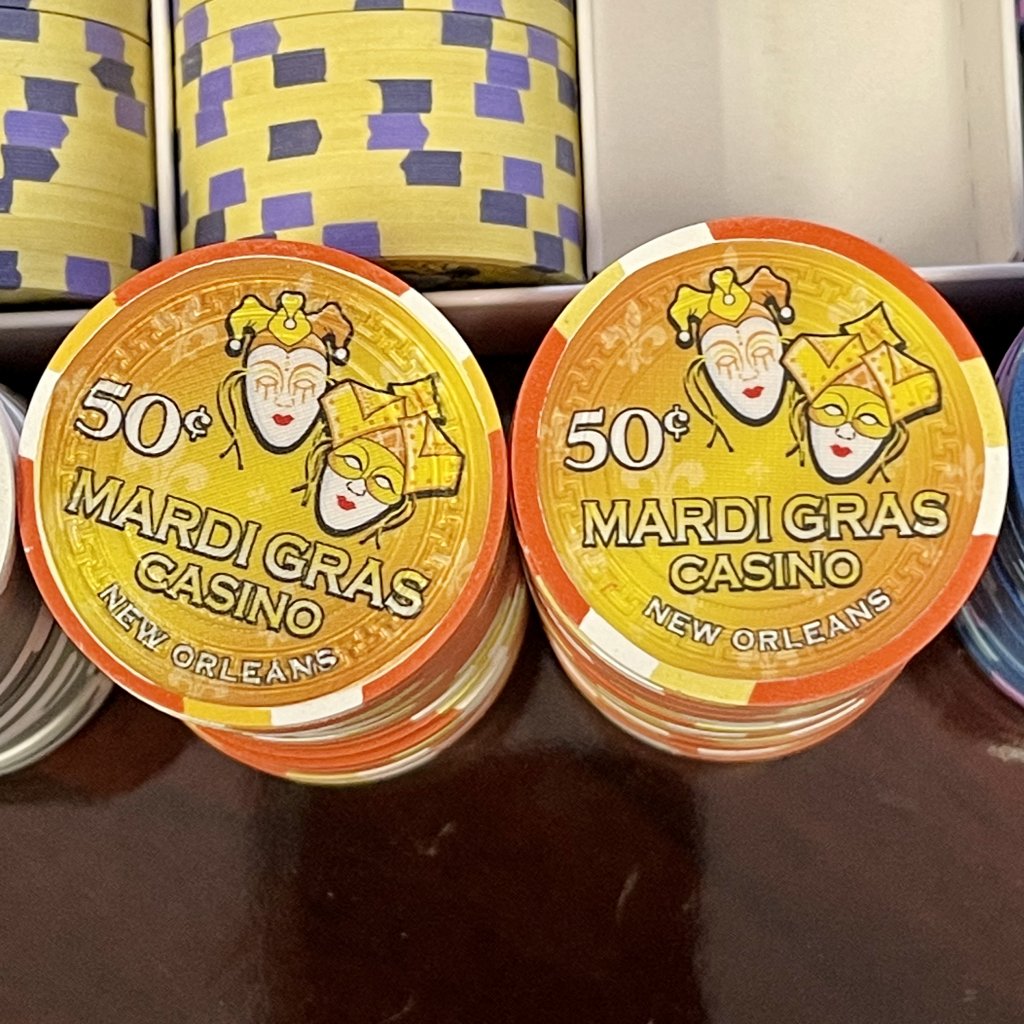 50¢
MARDI GRAS
CASINO
NEW ORLEANS
50¢
MARDI GRAS
CASINO
NEW ORLEANS